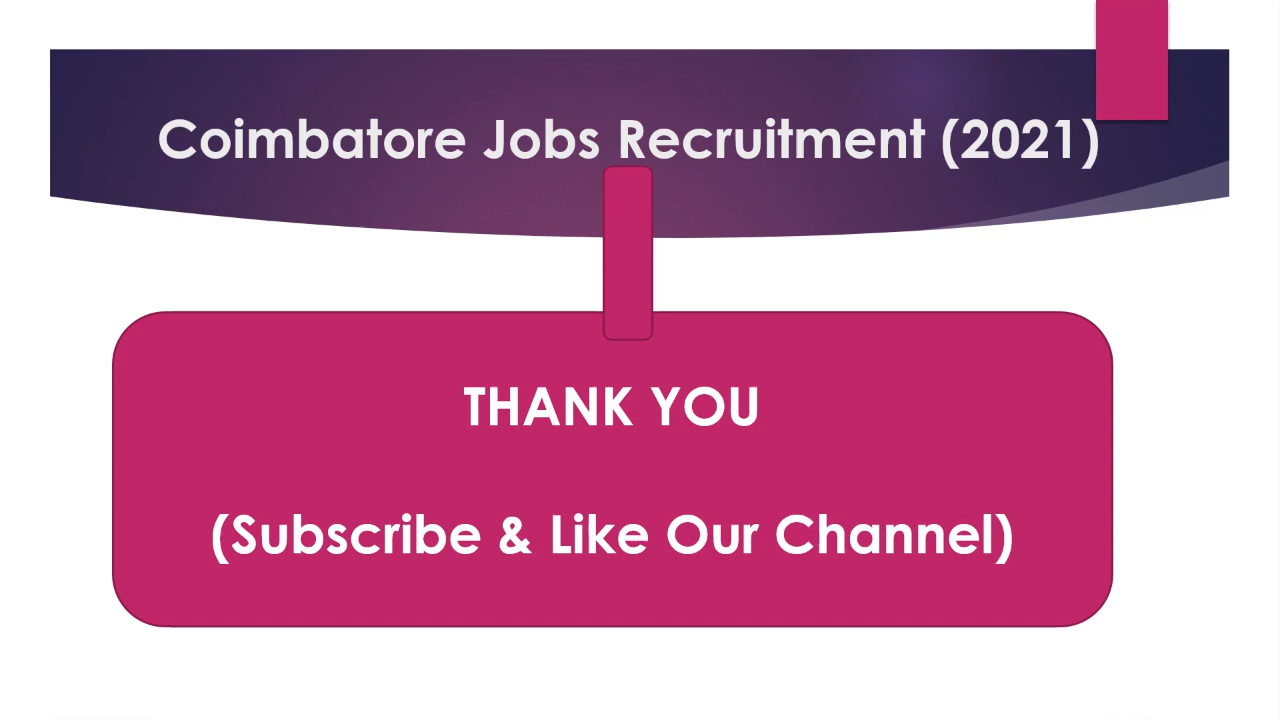 Coimbatore Jobs Recruitment (2021)
THANK YOU
(Subscribe & Like Our Channel)